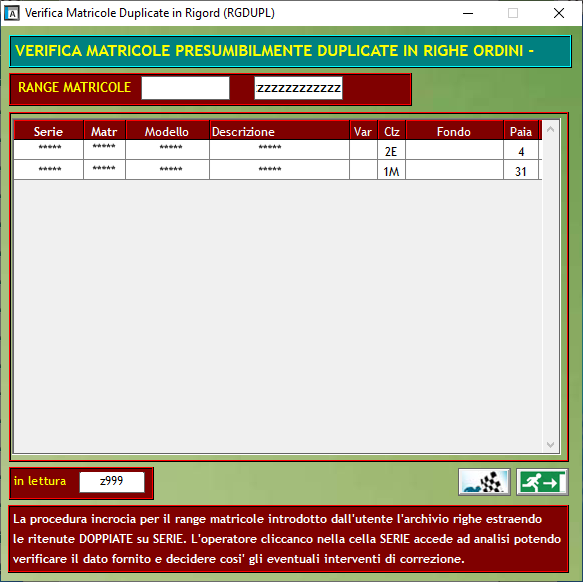 Verifica Matricole Duplicate in Rigord (RGDUPL)
VERIFICA MATRICOLE PRESUMIBILMENTE DUPLICATE IN RIGHE ORDINI -
RANGE MATRICOLE zzzzzzzzzzzz
Serie Matr Modello Descrizione Var Clz Fondo Paia
***** ***** ***** ***** 2E 4
***** ***** ***** ***** 1M 31
in lettura z999
La procedura incrocia per il range matricole introdotto dall'utente l'archivio righe estraendo
le ritenute DOPPIATE su SERIE. L'operatore cliccanco nella cella SERIE accede ad analisi potendo
verificare il dato fornito e decidere cosi' gli eventuali interventi di correzione.